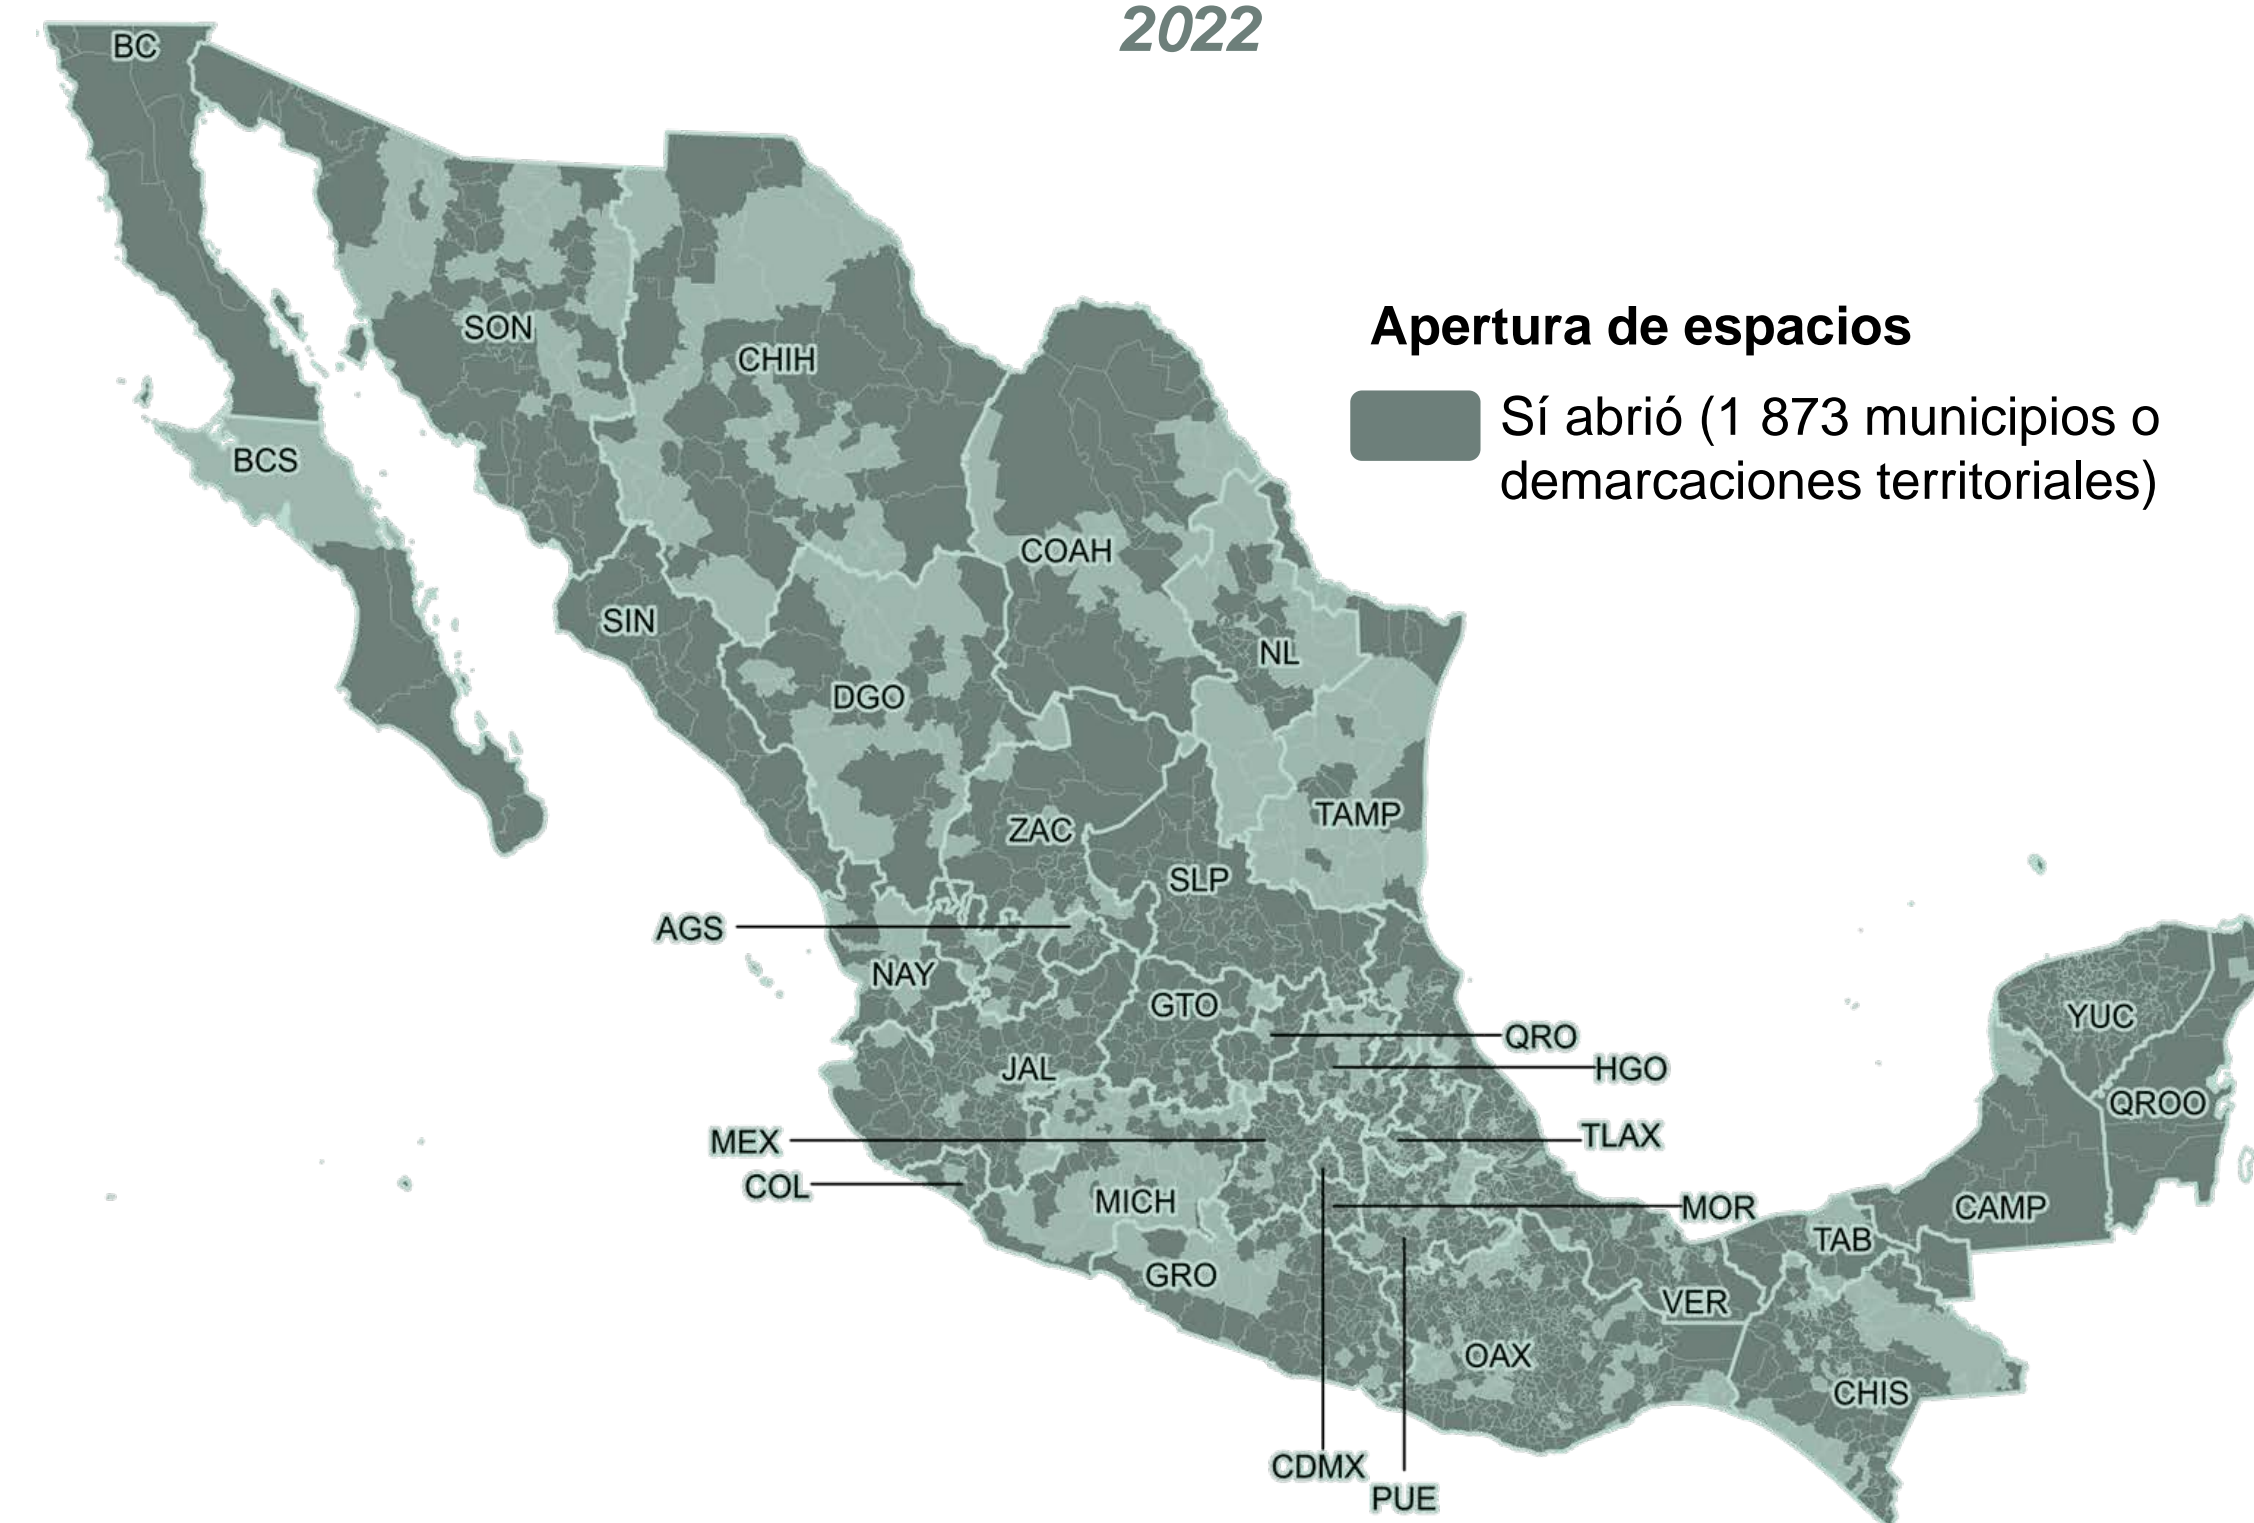 2022
BC
Apertura de espacios
SON
CHIH
Sí abrió (1 873 municipios o
demarcaciones territoriales)
BCS
COAH
SIN
NL
DGO
TAMP
ZAC
SLP
AGS
NAY
GTO
YUC
QRO
JAL
HGO
QROO
MEX
TLAX
COL
MICH
MOR
CAMP
TAB
GRO
VER
OAX
CHIS
CDMX
PUE